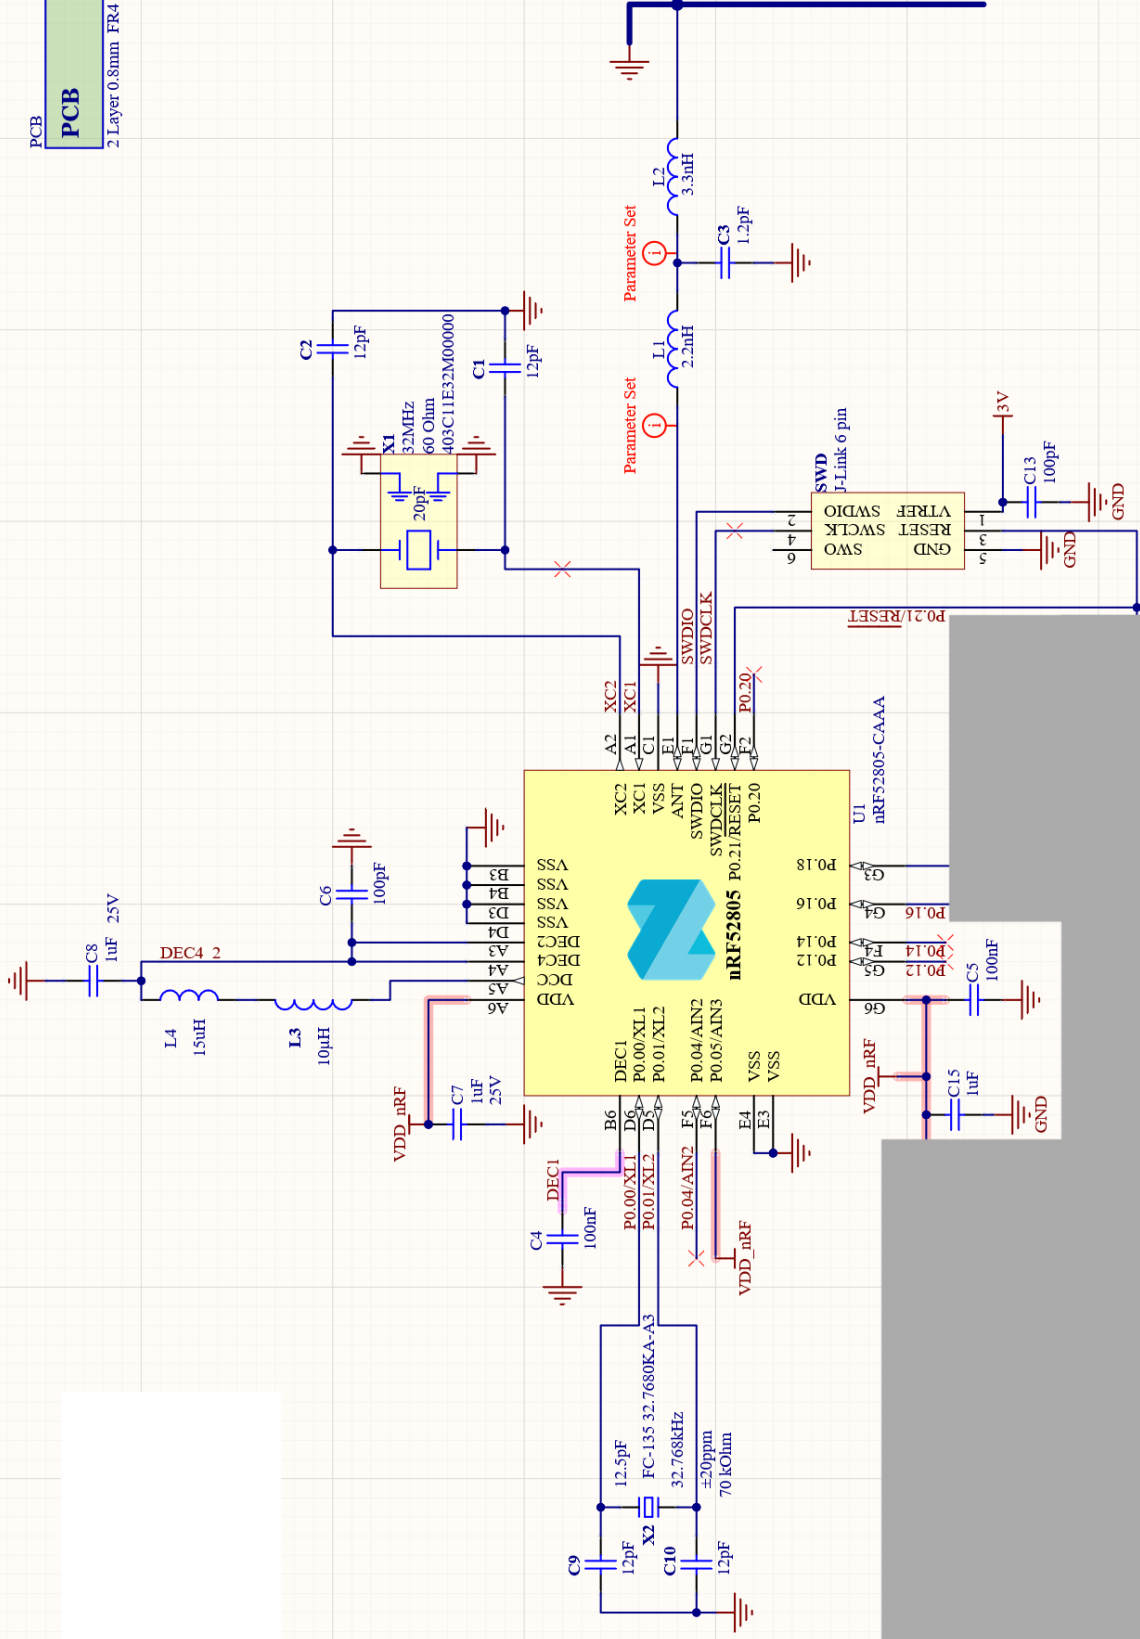 PCB
PCB
2 Layer 0.8mm FR4
L2
3.3nH
Parameter Set
C3
1.2pF
L1
2.2nH
Parameter Set
C2
12pF
C1
12pF
X1
32MHz
60 Ohm
403C11E32M00000
20pF
3V
SWD
J-Link 6 pin
C13
100pF
GND
2
SWDIO
VTREF
1
4
SWCLK
RESET
3
6
SWO
GND
5
GND
P0.21/RESET
XC2
XC1
SWDIO
SWDCLK
P0.20
A2
A1
C1
E1
F1
G1
G2
F2
XC2
XC1
VSS
ANT
SWDIO
SWDCLK
P0.21/RESET
P0.20
U1
nRF52805-CAAA
VSS
B3
VSS
B4
VSS
D3
VSS
D4
DEC2
A3
DEC4
A4
DCC
A5
VDD
A6
P0.18
G3
P0.16
G4
P0.16
P0.14
F4
P0.14
P0.12
G5
P0.12
VDD
G6
nRF52805
C6
100pF
C8
1uF 25V
DEC4_2
L4
15uH
L3
10µH
VDD_nRF
C7
1uF
25V
C5
100nF
VDD_nRF
C15
1uF
GND
DEC1
P0.00/XL1
P0.01/XL2
P0.04/AIN2
P0.05/AIN3
VSS
VSS
B6
D6
D5
F5
F6
E4
E3
DEC1
P0.00/XL1
P0.01/XL2
P0.04/AIN2
C4
100nF
VDD_nRF
12.5pF
FC-135 32.7680KA-A3
32.768kHz
±20ppm
70 kOhm
X2
C9
12pF
C10
12pF